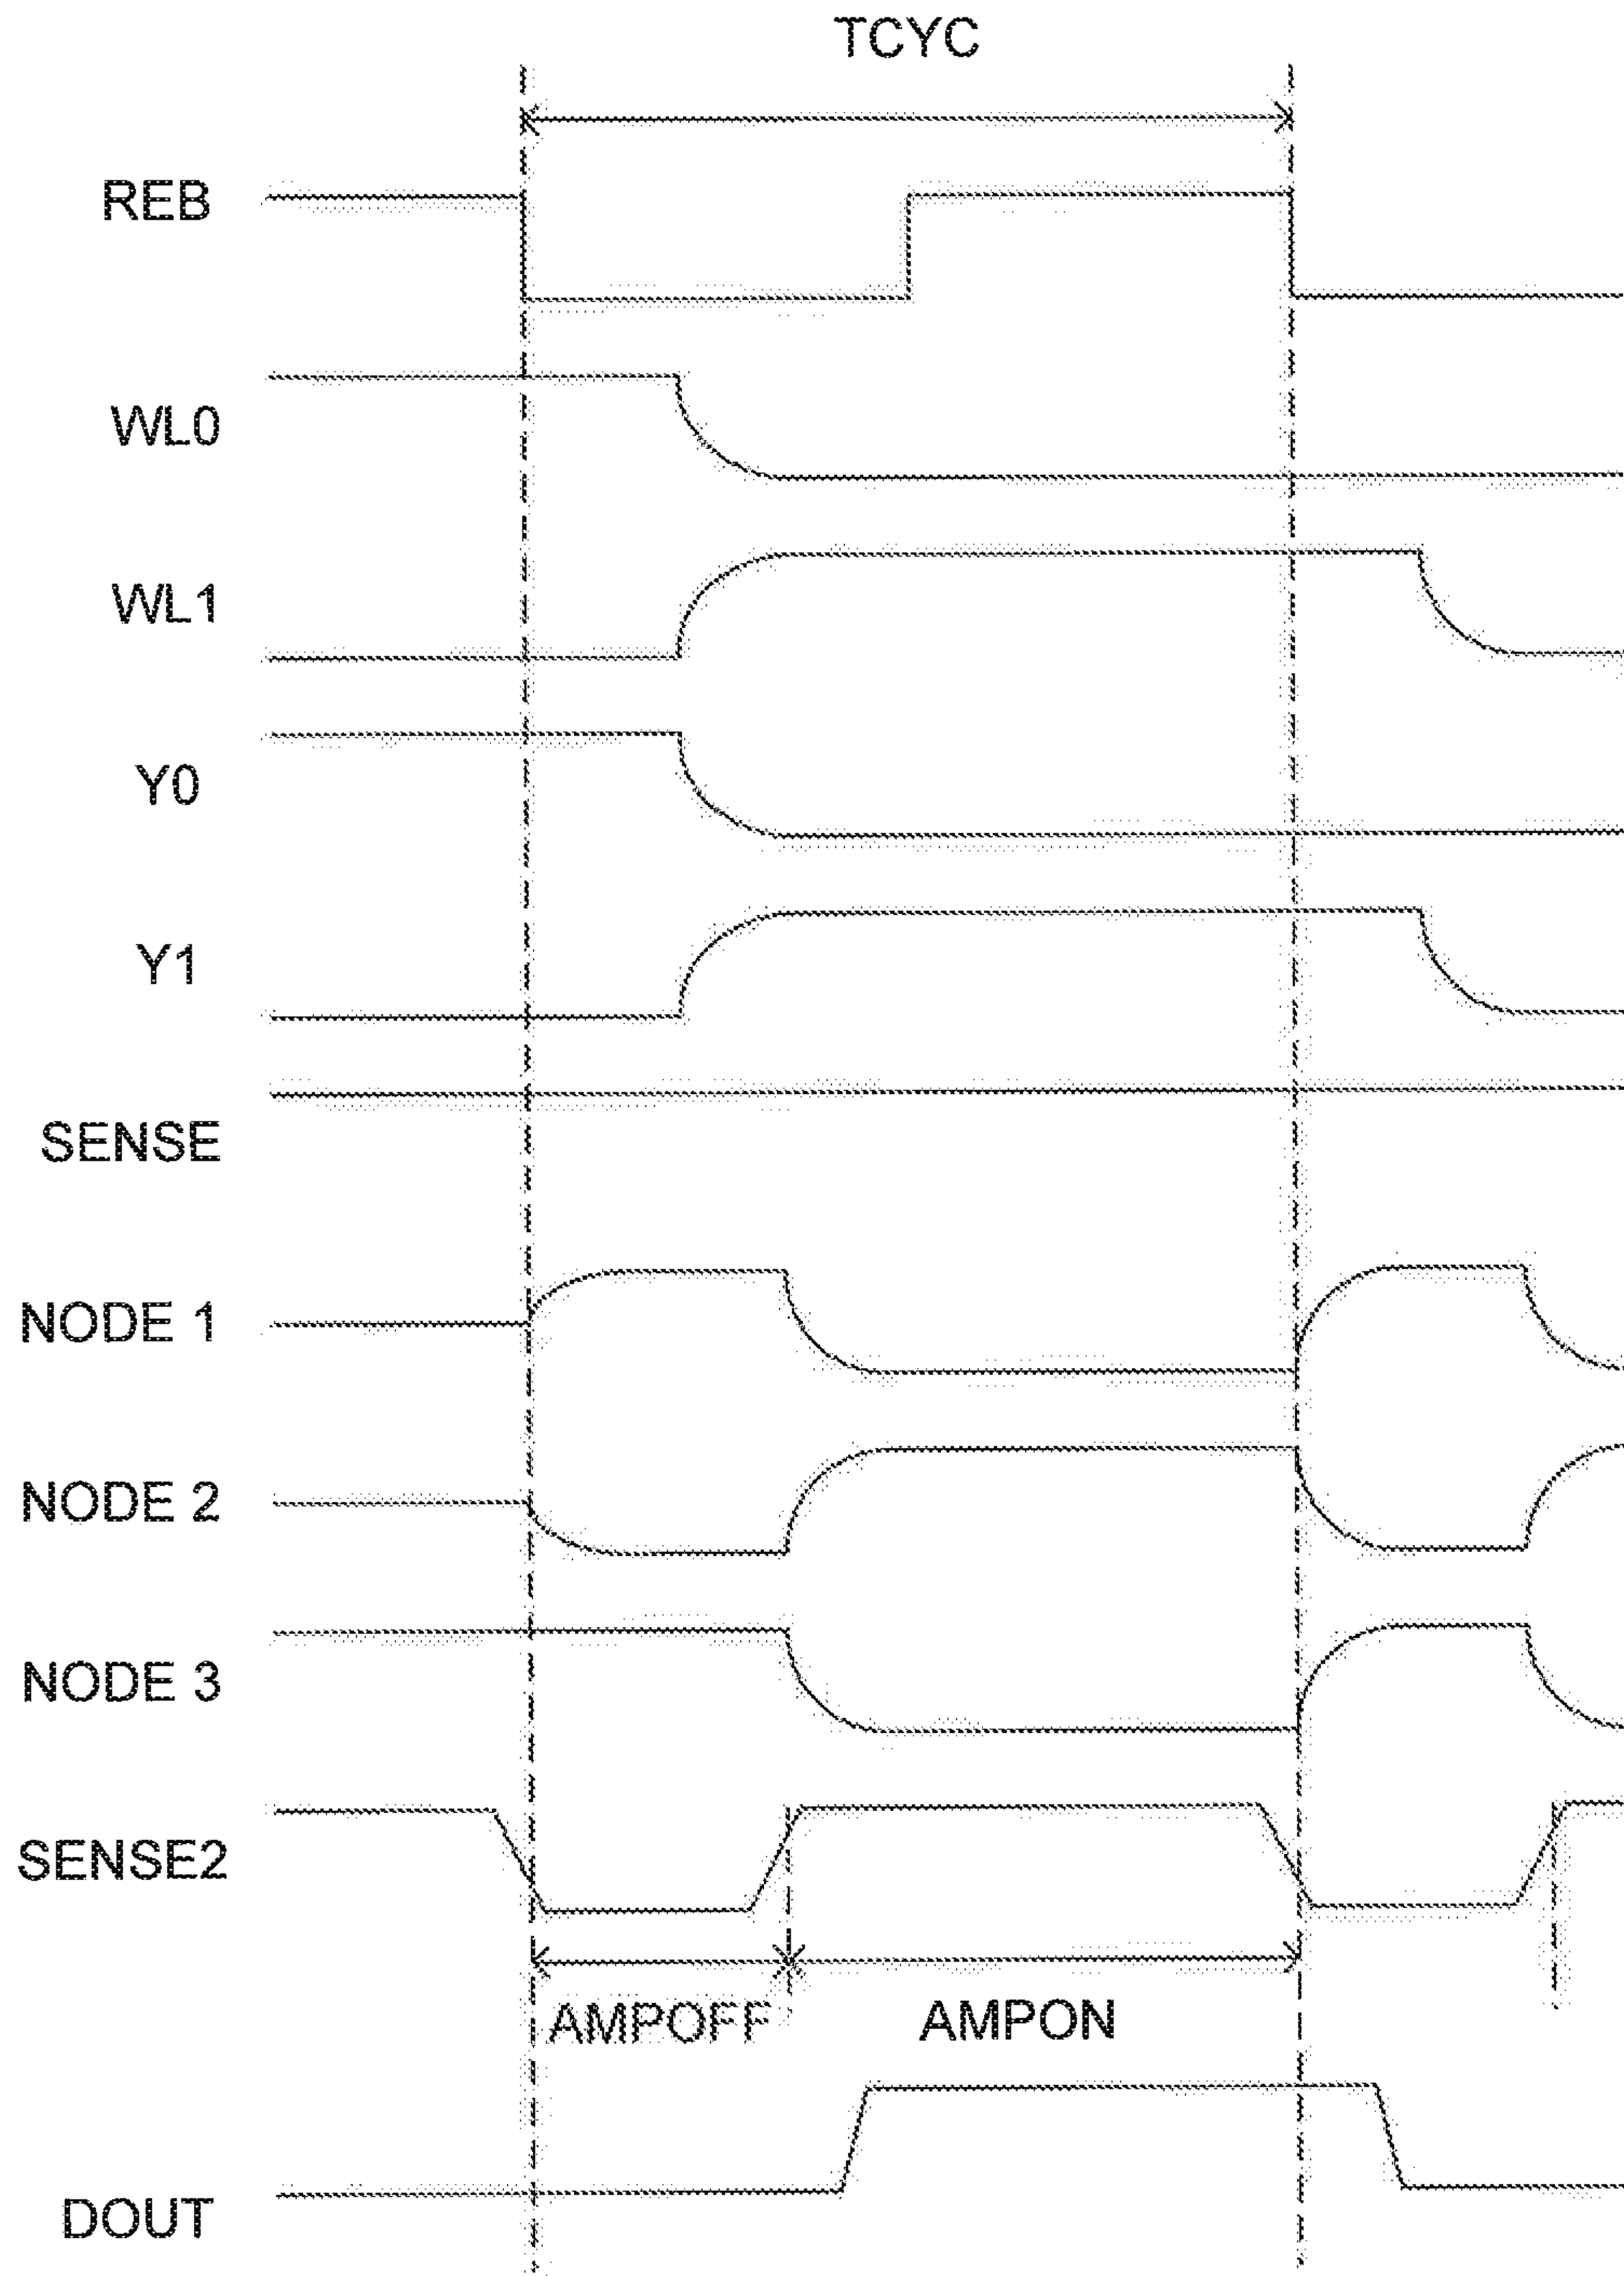 TCYC
REB
WL0
WL1
Y0
Y1
SENSE
NODE 1
NODE 2
NODE 3
SENSE2
AMPOFF
AMPON
DOUT